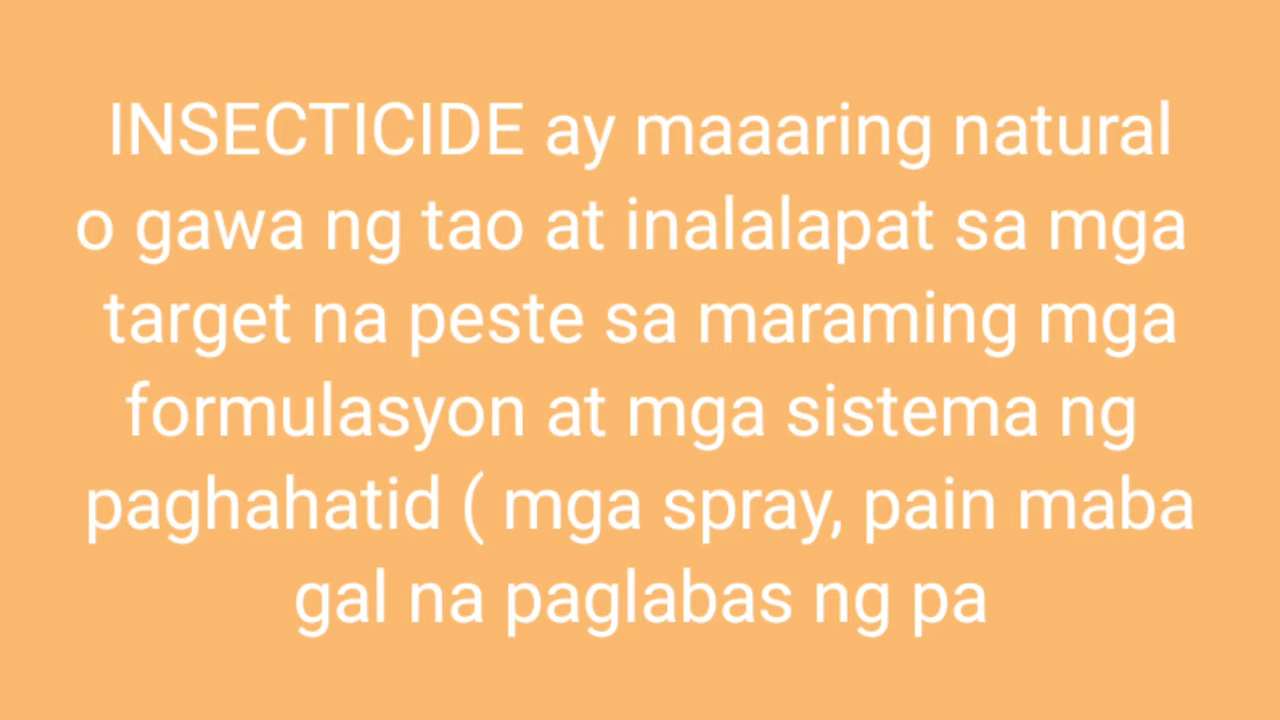 INSECTICIDE ay maaaring natural
o gawa ng tao at inalalapat sa mga
target na peste sa maraming mga
formulasyon at mga sistema ng
paghahatid ( mga spray, pain maba
gal na paglabas ng pa